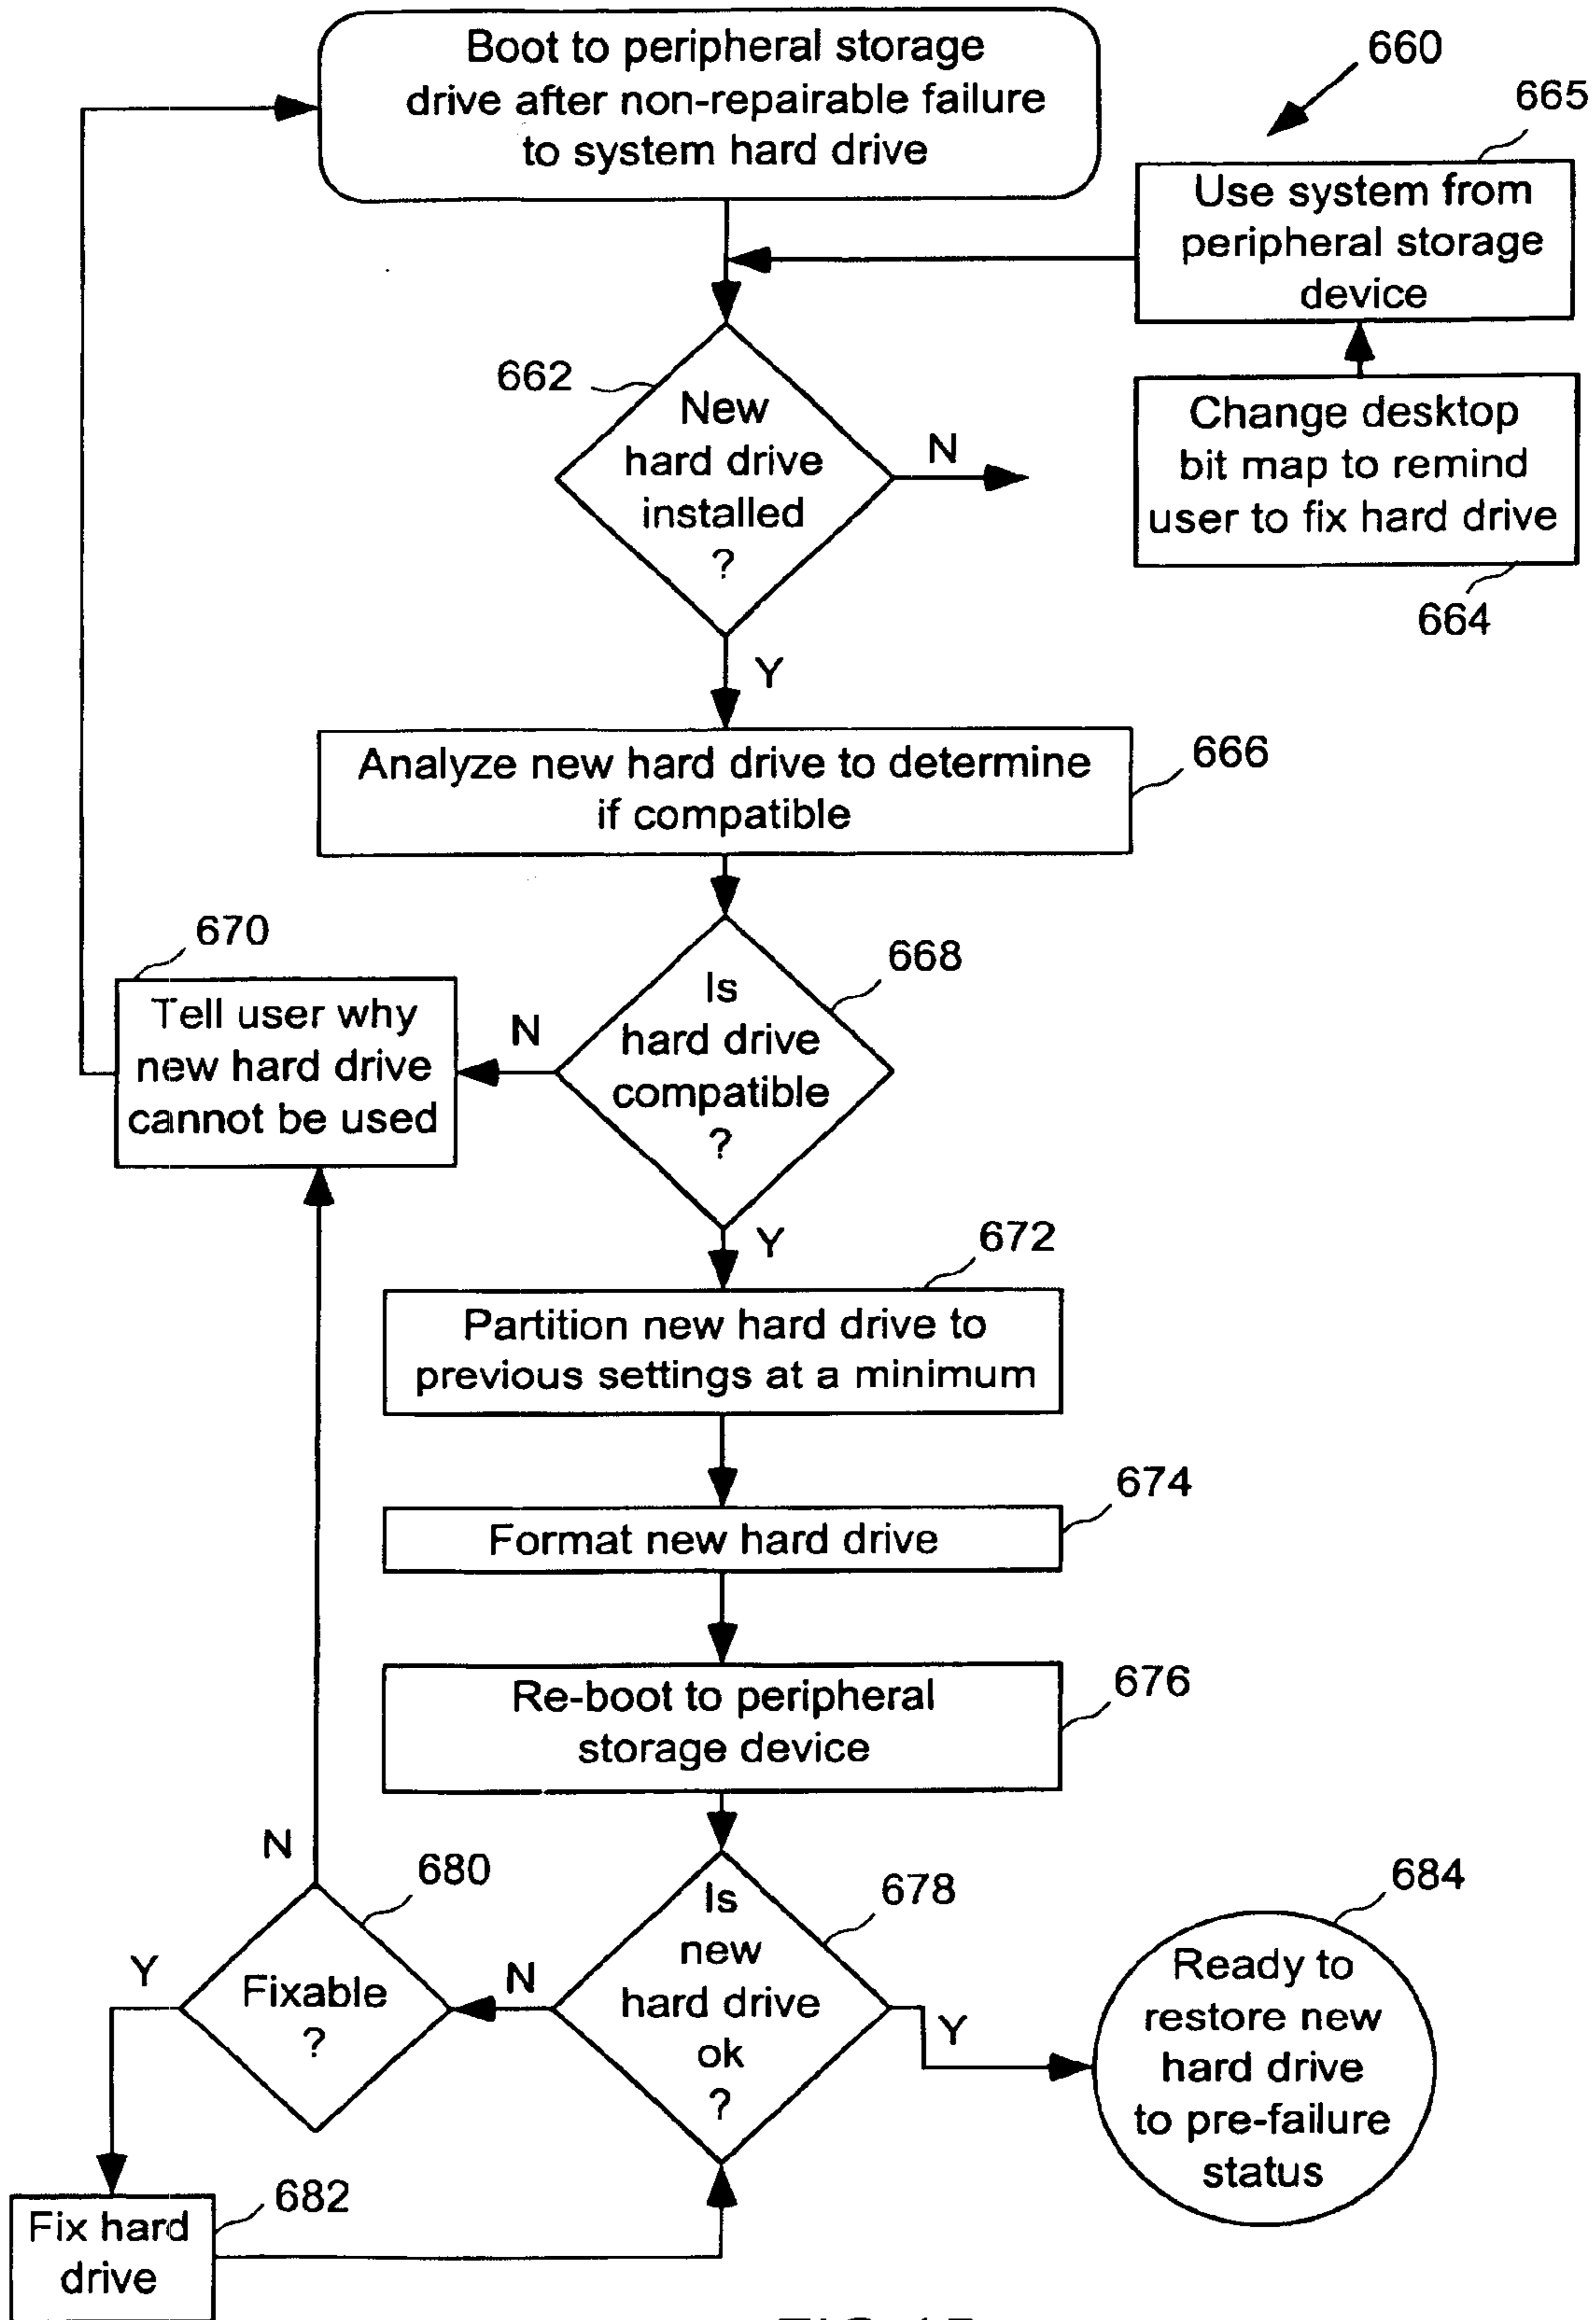 Boot to peripheral storage
drive after non-repairable failure
to system hard drive
660
665
Use system from
peripheral storage
device
662
New
hard drive
installed
?
N
Change desktop
bit map to remind
user to fix hard drive
664
Y
Analyze new hard drive to determine
if compatible
666
670
Tell user why
new hard drive
cannot be used
N
668
Is
hard drive
compatible
?
Y
672
Partition new hard drive to
previous settings at a minimum
674
Format new hard drive
676
Re-boot to peripheral
storage device
N
680
Y
Fixable
?
N
678
Is
new
hard drive
ok
?
Y
684
Ready to
restore new
hard drive
to pre-failure
status
682
Fix hard
drive